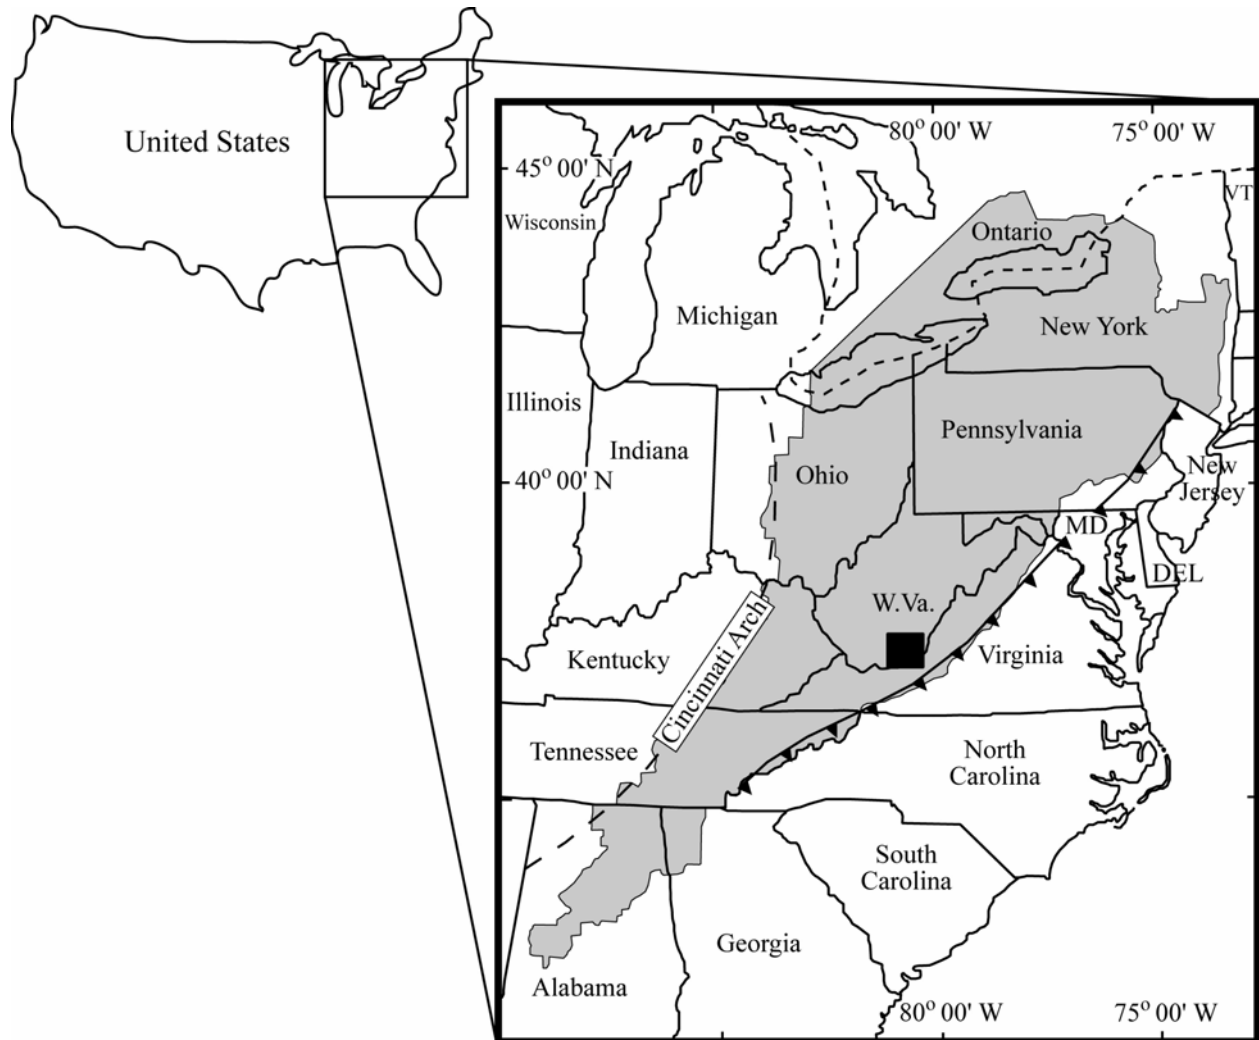 80° 00' W
75° 00' W
United States
45° 00' N
VT
Wisconsin
Ontario
Michigan
New York
Illinois
Pennsylvania
Indiana
Ohio
New
Jersey
40° 00' N
MD
DEL
W.Va.
Cincinnati Arch
Kentucky
Virginia
Tennessee
North
Carolina
South
Carolina
Georgia
Alabama
80° 00' W
75° 00' W